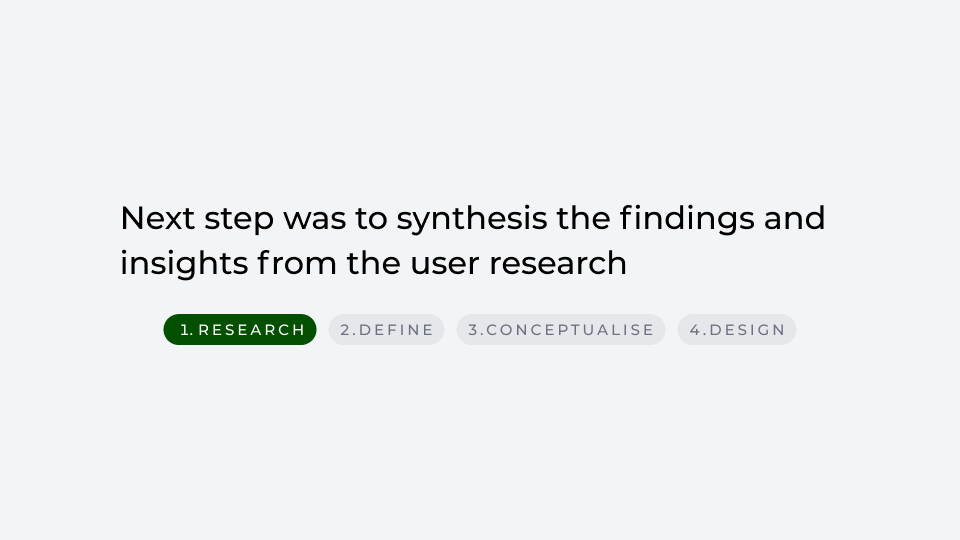 Next step was to synthesis the findings and
insights from the user research
1. RESEARCH 2.DEFINE 3.CONCEPTUALISE 4.DESIGN